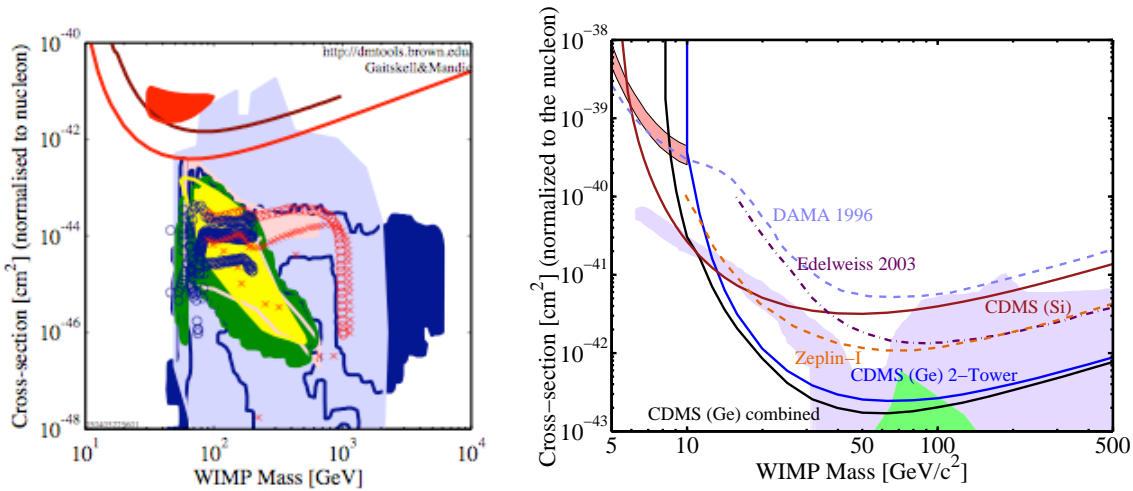 10^-40
http://dmtools.brown.edu
Gaitskell&Mandic
10^-42
10^-44
10^-46
10^-48
Cross-section [cm^2] (normalised to nucleon)
10^1
10^2
10^3
10^4
WIMP Mass [GeV]
10^-38
10^-39
10^-40
10^-41
10^-42
10^-43
Cross-section [cm^2] (normalized to the nucleon)
DAMA 1996
Edelweiss 2003
CDMS (Si)
Zeplin-I
CDMS (Ge) 2-Tower
CDMS (Ge) combined
5
10
50
100
500
WIMP Mass [GeV/c^2]